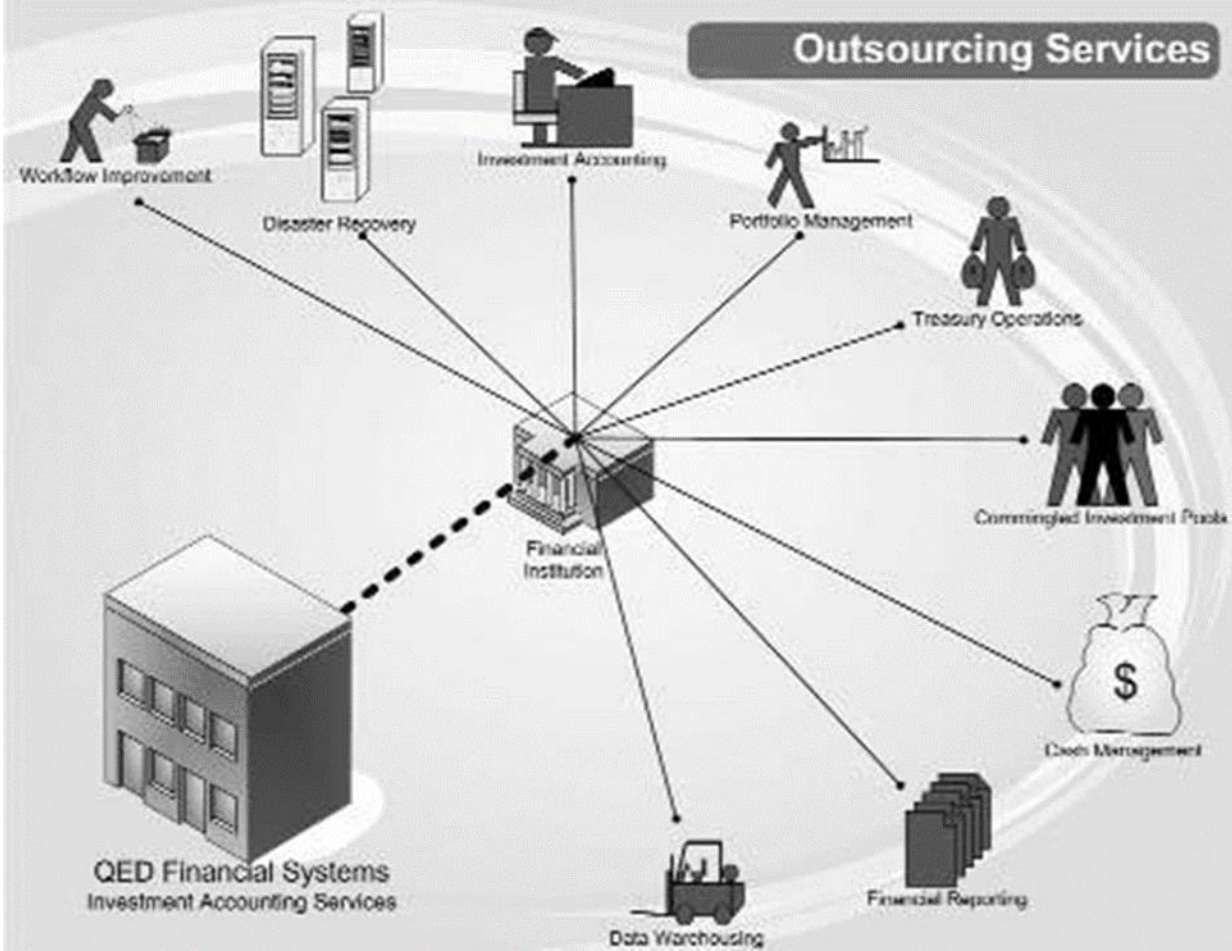 Outsourcing Services
Workflow Improvement
Disaster Recovery
Investment Accounting
Portfolio Management
Treasury Operations
Commingled Investment Pools
Cash Management
Financial Reporting
Data Warehousing
Financial
Institution
QED Financial Systems
Investment Accounting Services
$